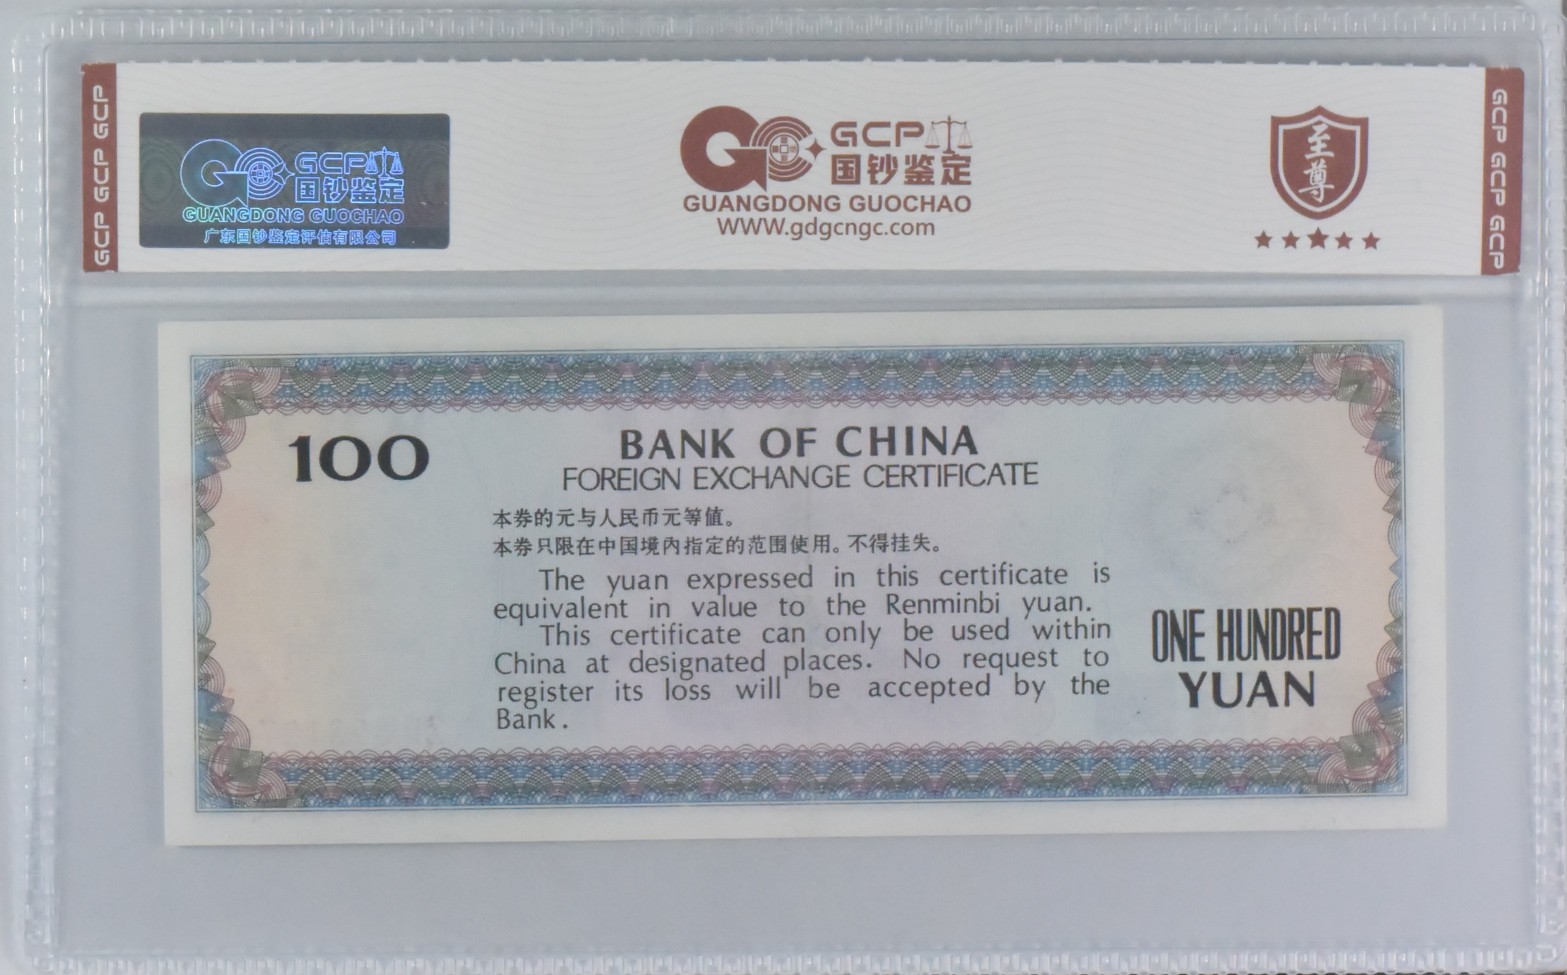 GCP GCP GCP
GCP
国钞鉴定
GUANGDONG GUOCHAO
广东国钞鉴定评估有限公司
GCP
国钞鉴定
GUANGDONG GUOCHAO
WWW.gdgcngc.com
至尊
GCP GCP GCP
100
BANK OF CHINA
FOREIGN EXCHANGE CERTIFICATE
本券的元与人民币元等值。
本券只限在中国境内指定的范围使用。不得挂失。
The yuan expressed in this certificate is
equivalent in value to the Renminbi yuan.
This certificate can only be used within
China at designated places. No request to
register its loss will be accepted by the
Bank.
ONE HUNDRED
YUAN